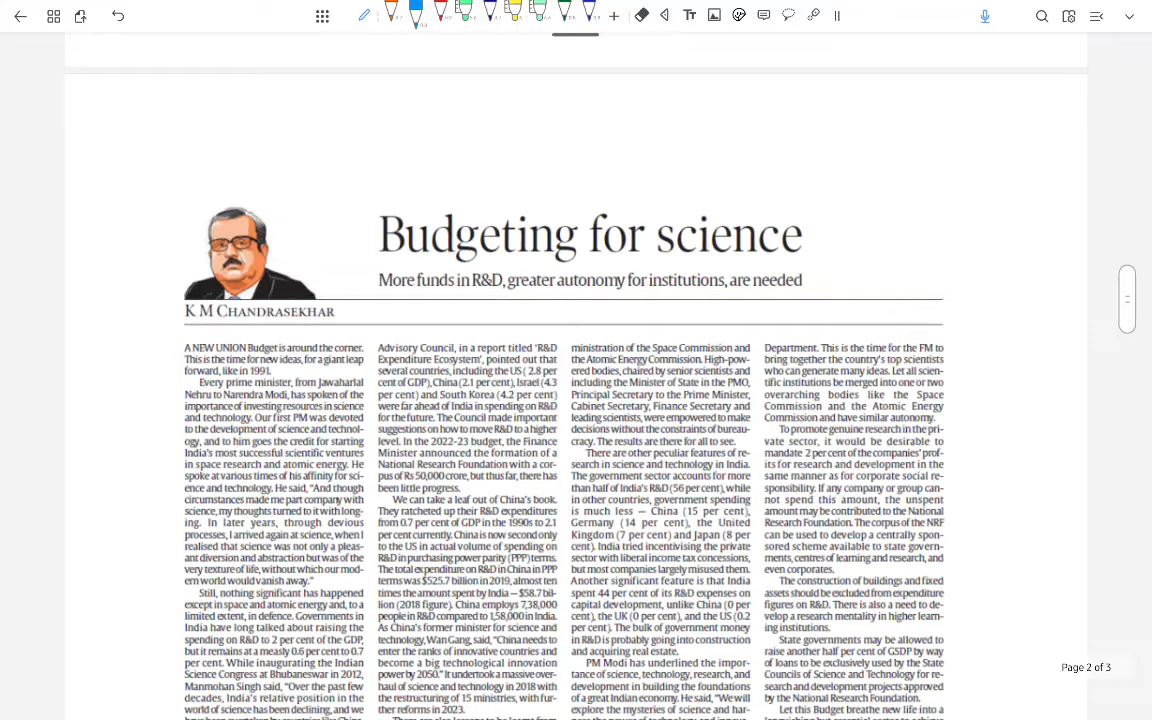 Budgeting for science
More funds in R&D, greater autonomy for institutions, are needed
K M CHANDRASEKHAR
A NEW UNION Budget is around the corner.
This is the time for new ideas, for a giant leap
forward, like in 1991.
Every prime minister, from Jawaharlal
Nehru to Narendra Modi, has spoken of the
importance of investing resources in science
and technology. Our first PM was devoted
to the development of science and technol-
ogy, and to him goes the credit for starting
India's most successful scientific ventures
in space research and atomic energy. He
spoke at various times of his affinity for sci-
ence and technology. He said, "And though
circumstances made me part company with
science, my thoughts turned to it with long-
ing. In later years, through devious
processes, I arrived again at science, when I
realised that science was not only a pleas-
ant diversion and abstraction but was of the
very texture of life, without which our mod-
ern world would vanish away."
Still, nothing significant has happened
except in space and atomic energy and, to a
limited extent, in defence. Governments in
India have long talked about raising the
spending on R&D to 2 per cent of the GDP,
but it remains at a measly 0.6 per cent to 0.7
per cent. While inaugurating the Indian
Science Congress at Bhubaneswar in 2012,
Manmohan Singh said, "Over the past few
decades, India's relative position in the
world of science has been declining, and we
have been overtaken by countries like China
Advisory Council, in a report titled 'R&D
Expenditure Ecosystem', pointed out that
several countries, including the US ( 2.8 per
cent of GDP), China (2.1 per cent), Israel (4.3
per cent) and South Korea (4.2 per cent)
were far ahead of India in spending on R&D
for the future. The Council made important
suggestions on how to move R&D to a higher
level. In the 2022-23 budget, the Finance
Minister announced the formation of a
National Research Foundation with a cor-
pus of Rs 50,000 crore, but thus far, there has
been little progress.
We can take a leaf out of China's book.
They ratcheted up their R&D expenditures
from 0.7 per cent of GDP in the 1990s to 2.1
per cent currently. China is now second only
to the US in actual volume of spending on
R&D in purchasing power parity (PPP) terms.
The total expenditure on R&D in China in PPP
terms was $525.7 billion in 2019, almost ten
times the amount spent by India — $58.7 bil-
lion (2018 figure). China employs 7,38,000
people in R&D compared to 1,58,000 in India.
As China's former minister for science and
technology, Wan Gang, said, "China needs to
enter the ranks of innovative countries and
become a big technological innovation
power by 2050." It undertook a massive over-
haul of science and technology in 2018 with
the restructuring of 15 ministries, with fur-
ther reforms in 2023.
There are also lessons to be learnt from
ministration of the Space Commission and
the Atomic Energy Commission. High-pow-
ered bodies, chaired by senior scientists and
including the Minister of State in the PMO,
Principal Secretary to the Prime Minister,
Cabinet Secretary, Finance Secretary and
leading scientists, were empowered to make
decisions without the constraints of bureau-
cracy. The results are there for all to see.
There are other peculiar features of re-
search in science and technology in India.
The government sector accounts for more
than half of India's R&D (56 per cent), while
in other countries, government spending
is much less — China (15 per cent),
Germany (14 per cent), the United
Kingdom (7 per cent) and Japan (8 per
cent). India tried incentivising the private
sector with liberal income tax concessions,
but most companies largely misused them.
Another significant feature is that India
spent 44 per cent of its R&D expenses on
capital development, unlike China (0 per
cent), the UK (0 per cent), and the US (0.2
per cent). The bulk of government money
in R&D is probably going into construction
and acquiring real estate.
PM Modi has underlined the impor-
tance of science, technology, research, and
development in building the foundations
of a great Indian economy. He said, "We will
explore the mysteries of science and har-
Department. This is the time for the FM to
bring together the country's top scientists
who can generate many ideas. Let all scien-
tific institutions be merged into one or two
overarching bodies like the Space
Commission and the Atomic Energy
Commission and have similar autonomy.
To promote genuine research in the pri-
vate sector, it would be desirable to
mandate 2 per cent of the companies' prof-
its for research and development in the
same manner as for corporate social re-
sponsibility. If any company or group can-
not spend this amount, the unspent
amount may be contributed to the National
Research Foundation. The corpus of the NRF
can be used to develop a centrally spon-
sored scheme available to state govern-
ments, centres of learning and research, and
even corporates.
The construction of buildings and fixed
assets should be excluded from expenditure
figures on R&D. There is also a need to de-
velop a research mentality in higher learn-
ing institutions.
State governments may be allowed to
raise another half per cent of GSDP by way
of loans to be exclusively used by the State
Councils of Science and Technology for re-
search and development projects approved
by the National Research Foundation.
Let this Budget breathe new life into a
Page 2 of 3